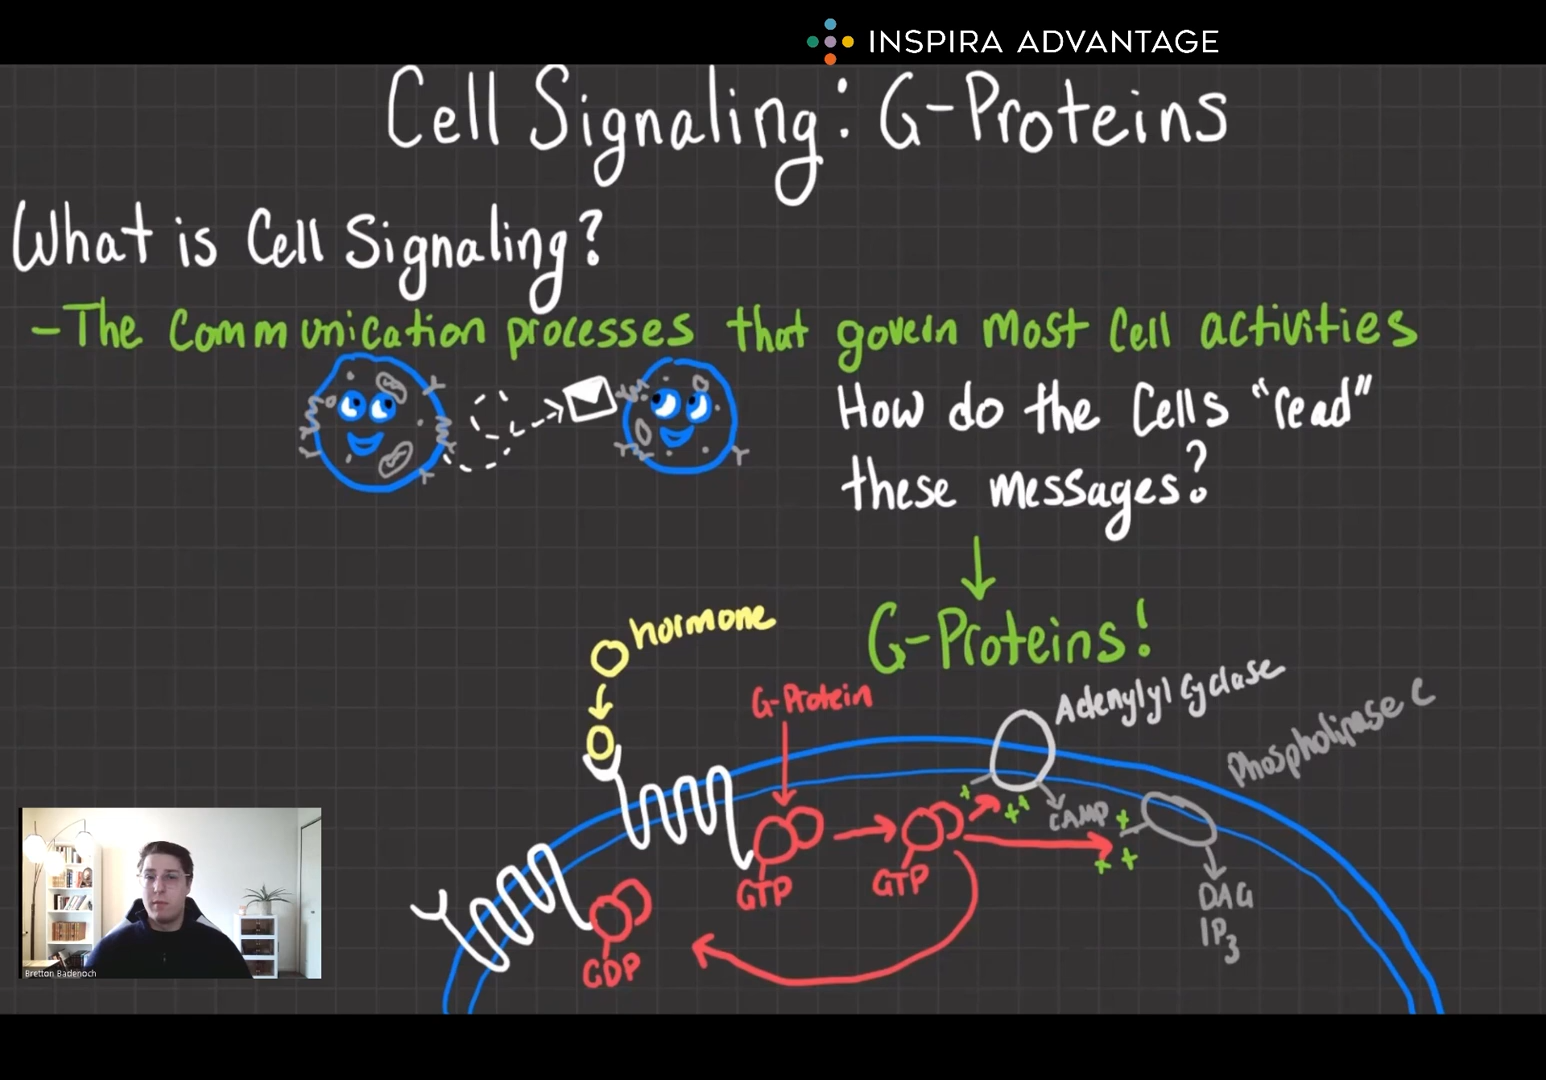 INSPIRA ADVANTAGE
Cell Signaling: G-Proteins
What is Cell Signaling?
-The Communication processes that govern most Cell activities
How do the Cells "read"
these messages?
G-Proteins!
hormone
G-Protein
Adenylyl Cyclase
Phospholipase C
CAMP
GTP
GTP
GDP
DAG
IP3
Bretton Badenoch